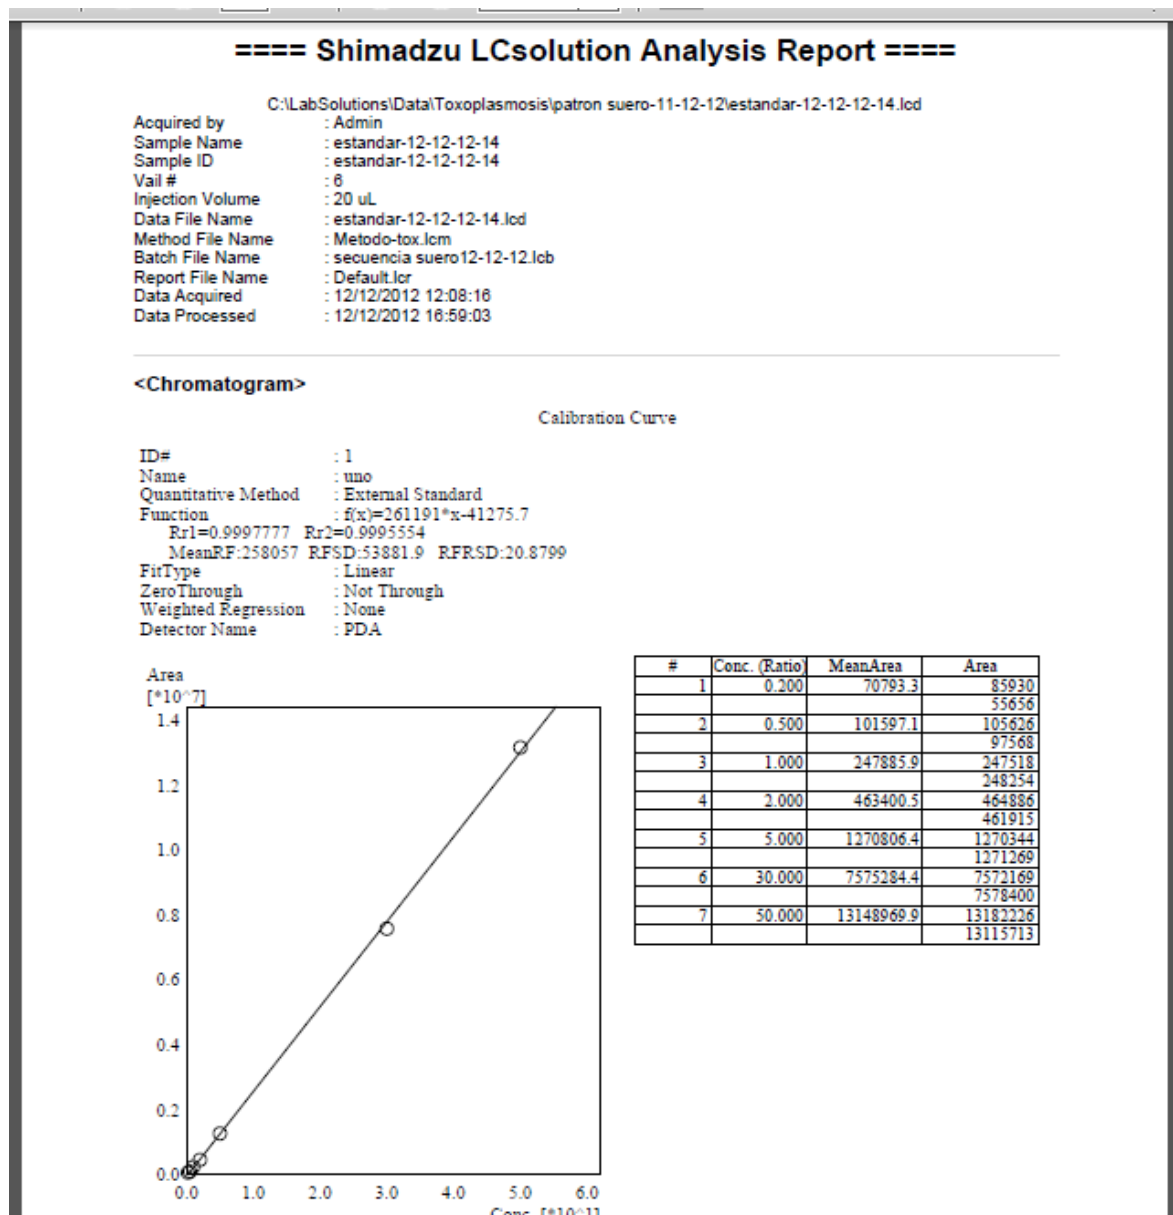 ==== Shimadzu LCsolution Analysis Report ====
C:\LabSolutions\Data\Toxoplasmosis\patron suero-11-12-12\estandar-12-12-12-14.lcd
Acquired by : Admin
Sample Name : estandar-12-12-12-14
Sample ID : estandar-12-12-12-14
Vail # : 6
Injection Volume : 20 uL
Data File Name : estandar-12-12-12-14.lcd
Method File Name : Metodo-tox.lcm
Batch File Name : secuencia suero12-12-12.lcb
Report File Name : Default.lcr
Data Acquired : 12/12/2012 12:08:16
Data Processed : 12/12/2012 16:59:03
<Chromatogram>
Calibration Curve
ID# : 1
Name : uno
Quantitative Method : External Standard
Function : f(x)=261191*x-41275.7
Rr1=0.9997777 Rr2=0.9995554
MeanRF:258057 RFSD:53881.9 RFRSD:20.8799
FitType : Linear
ZeroThrough : Not Through
Weighted Regression : None
Detector Name : PDA
Area
[*10^7]
1.4
1.2
1.0
0.8
0.6
0.4
0.2
0.0
0.0 1.0 2.0 3.0 4.0 5.0 6.0
Conc. [*10^1]
# Conc. (Ratio) MeanArea Area
1 0.200 70793.3 85930
55656
2 0.500 101597.1 105626
97568
3 1.000 247885.9 247518
248254
4 2.000 463400.5 464886
461915
5 5.000 1270806.4 1270344
1271269
6 30.000 7575284.4 7572169
7578400
7 50.000 13148969.9 13182226
13115713